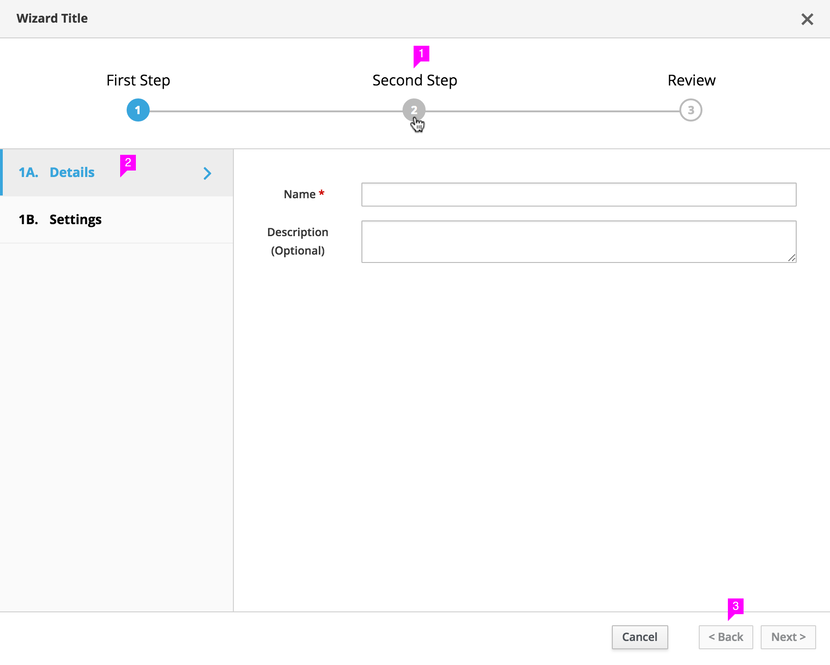 Wizard Title
1
First Step
Second Step
Review
1
2
3
1A. Details
2
1B. Settings
Name *
Description
(Optional)
3
Cancel
< Back
Next >